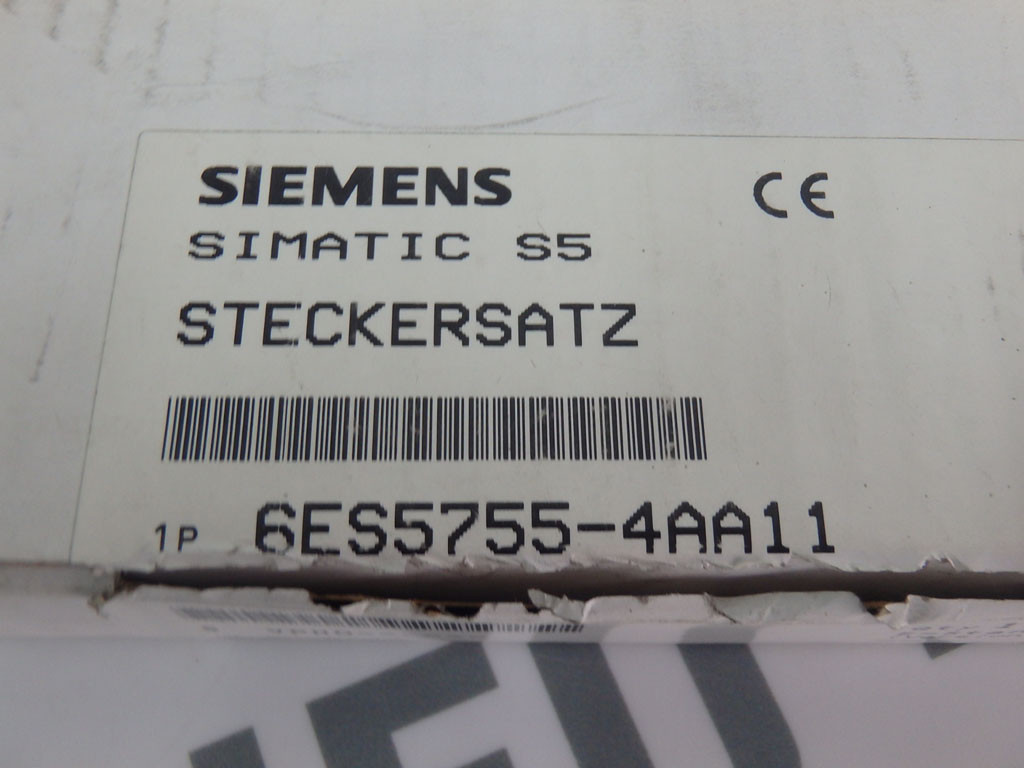 SIEMENS
CE
SIMATIC S5
STECKERSATZ
1P 6ES5755-4AA11